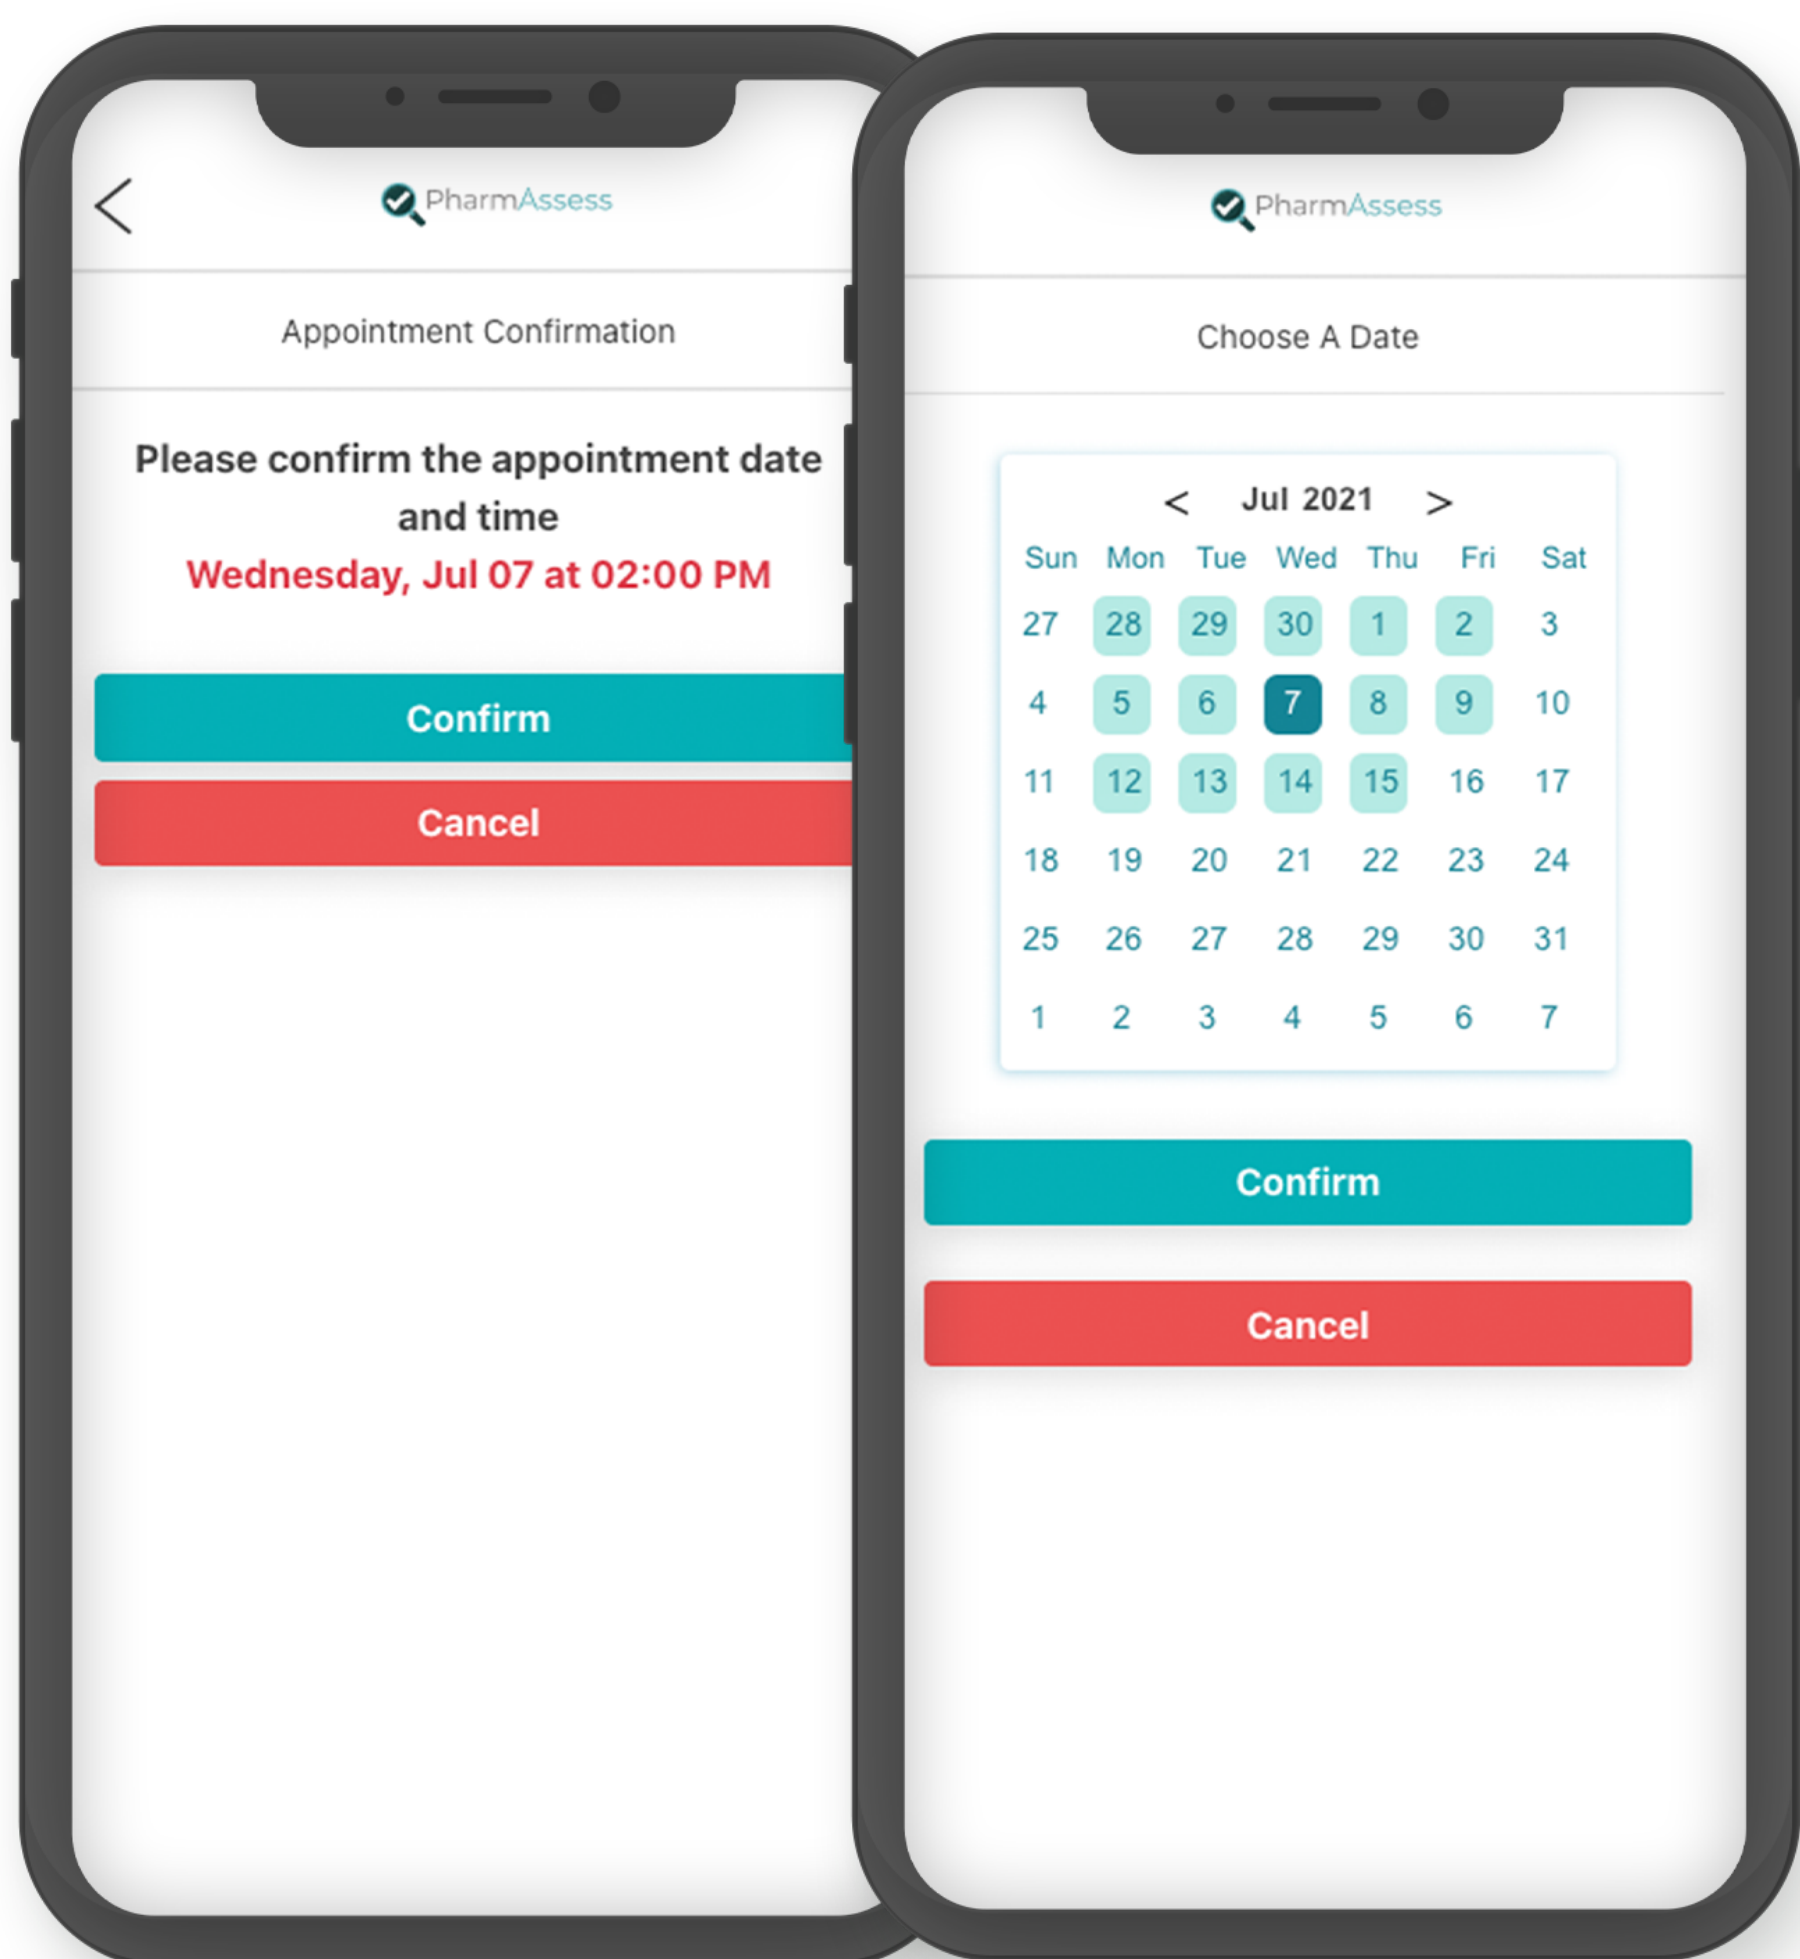 PharmAssess
Appointment Confirmation
Please confirm the appointment date
and time
Wednesday, Jul 07 at 02:00 PM
Confirm
Cancel
PharmAssess
Choose A Date
< Jul 2021 >
Sun Mon Tue Wed Thu Fri Sat
27 28 29 30 1 2 3
4 5 6 7 8 9 10
11 12 13 14 15 16 17
18 19 20 21 22 23 24
25 26 27 28 29 30 31
1 2 3 4 5 6 7
Confirm
Cancel